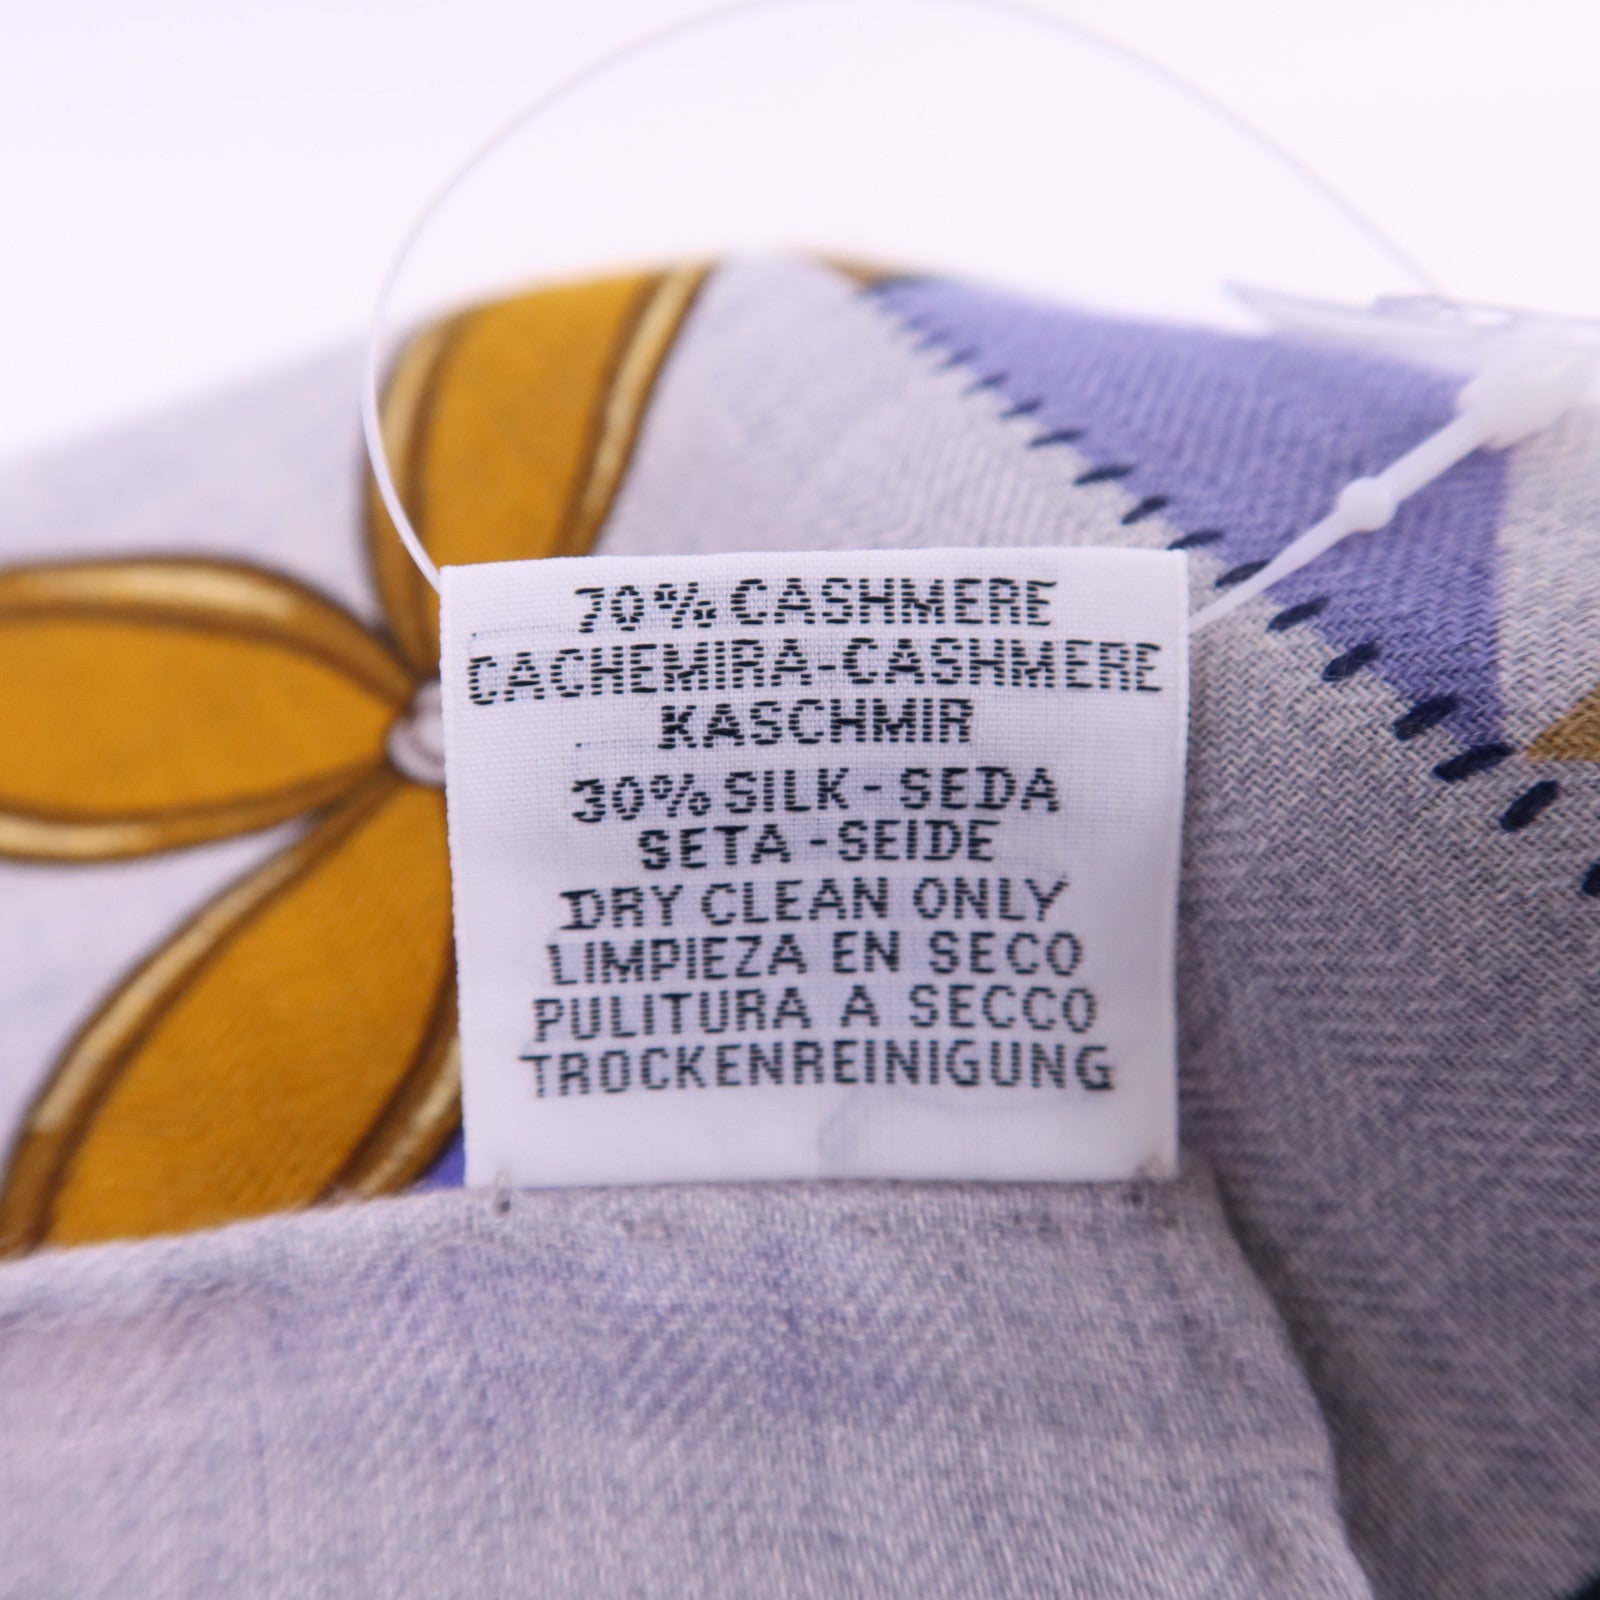 70% CASHMERE
CACHEMIRA-CASHMERE
KASCHMIR
30% SILK - SEDA
SETA - SEIDE
DRY CLEAN ONLY
LIMPIEZA EN SECO
PULITURA A SECCO
TROCKENREINIGUNG